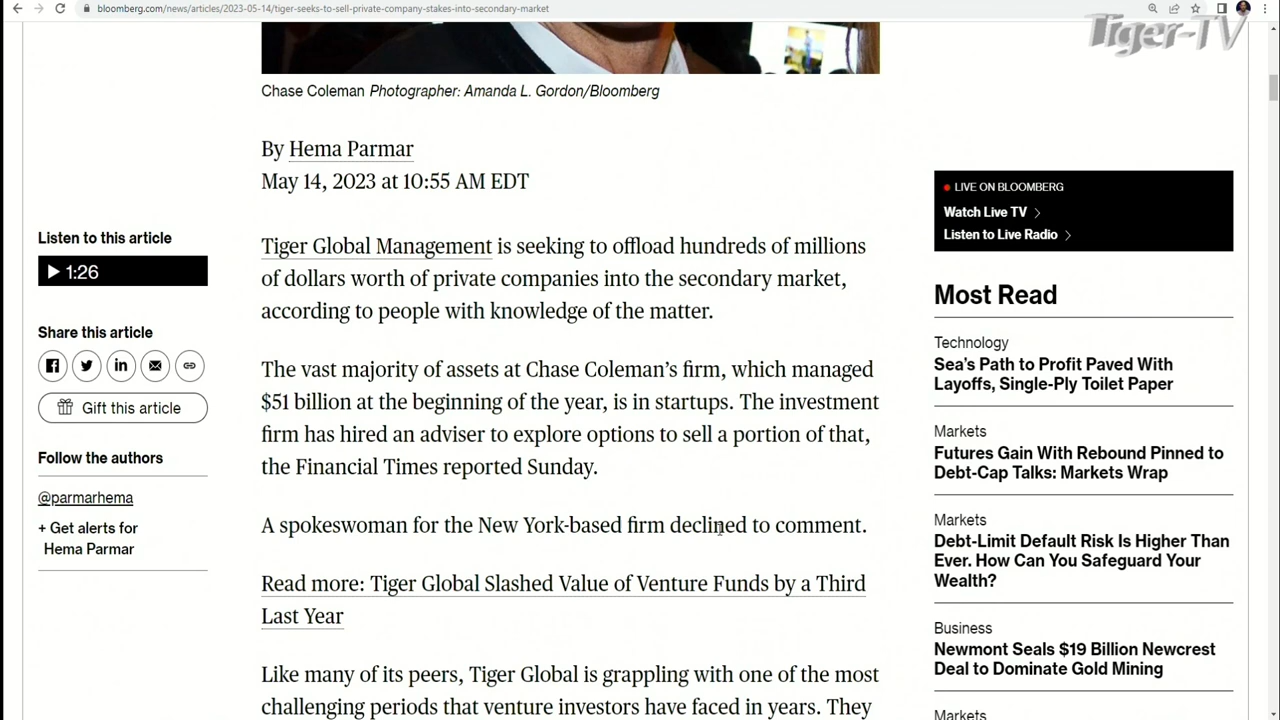 bloomberg.com/news/articles/2023-05-14/tiger-seeks-to-sell-private-company-stakes-into-secondary-market
Tiger-TV
Chase Coleman Photographer: Amanda L. Gordon/Bloomberg
By Hema Parmar
May 14, 2023 at 10:55 AM EDT
Listen to this article
1:26
Share this article
Gift this article
Follow the authors
@parmarhema
+ Get alerts for
Hema Parmar
Tiger Global Management is seeking to offload hundreds of millions
of dollars worth of private companies into the secondary market,
according to people with knowledge of the matter.
The vast majority of assets at Chase Coleman’s firm, which managed
$51 billion at the beginning of the year, is in startups. The investment
firm has hired an adviser to explore options to sell a portion of that,
the Financial Times reported Sunday.
A spokeswoman for the New York-based firm declined to comment.
Read more: Tiger Global Slashed Value of Venture Funds by a Third
Last Year
Like many of its peers, Tiger Global is grappling with one of the most
challenging periods that venture investors have faced in years. They
LIVE ON BLOOMBERG
Watch Live TV
Listen to Live Radio
Most Read
Technology
Sea’s Path to Profit Paved With
Layoffs, Single-Ply Toilet Paper
Markets
Futures Gain With Rebound Pinned to
Debt-Cap Talks: Markets Wrap
Markets
Debt-Limit Default Risk Is Higher Than
Ever. How Can You Safeguard Your
Wealth?
Business
Newmont Seals $19 Billion Newcrest
Deal to Dominate Gold Mining
Markets